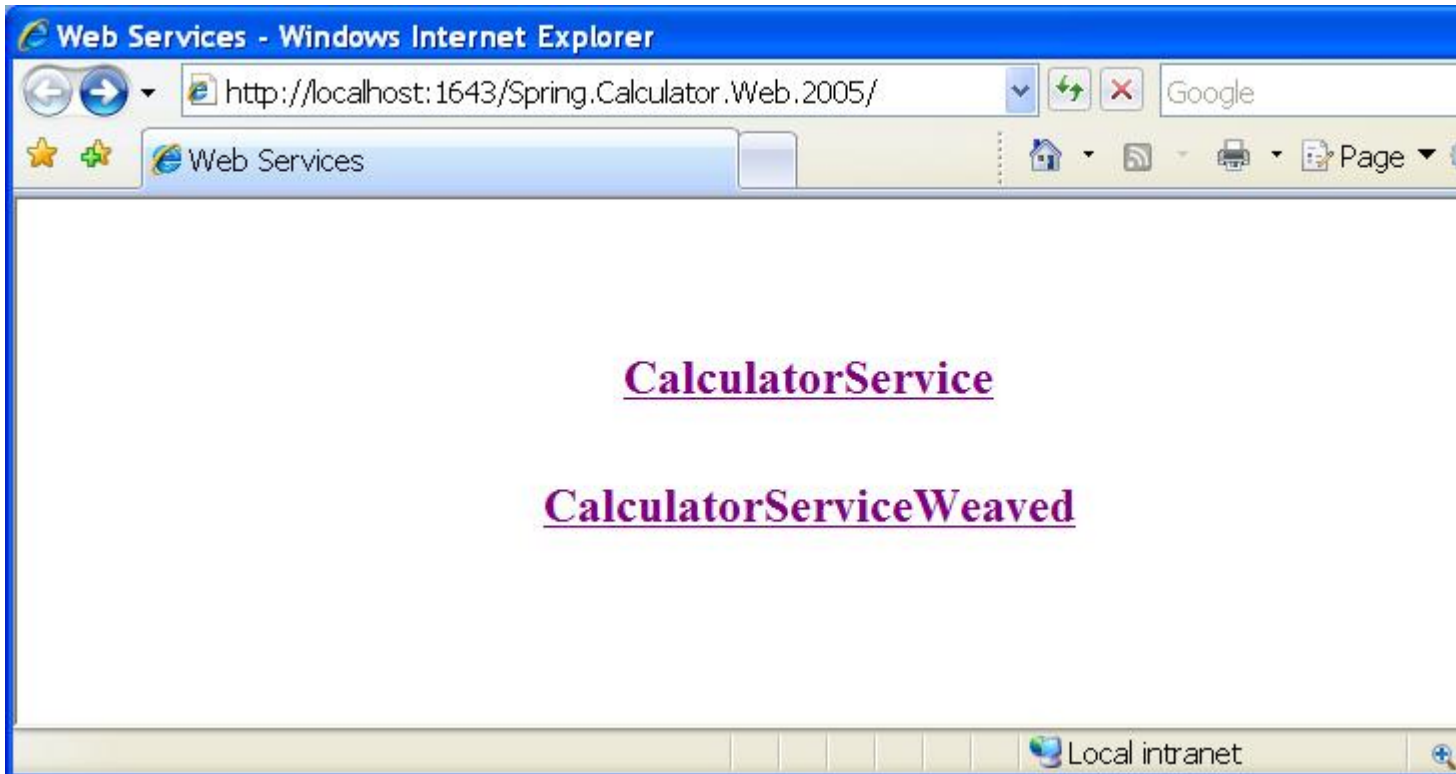 Web Services - Windows Internet Explorer
http://localhost:1643/Spring.Calculator.Web.2005/
Google
Web Services
Page
CalculatorService
CalculatorServiceWeaved
Local intranet